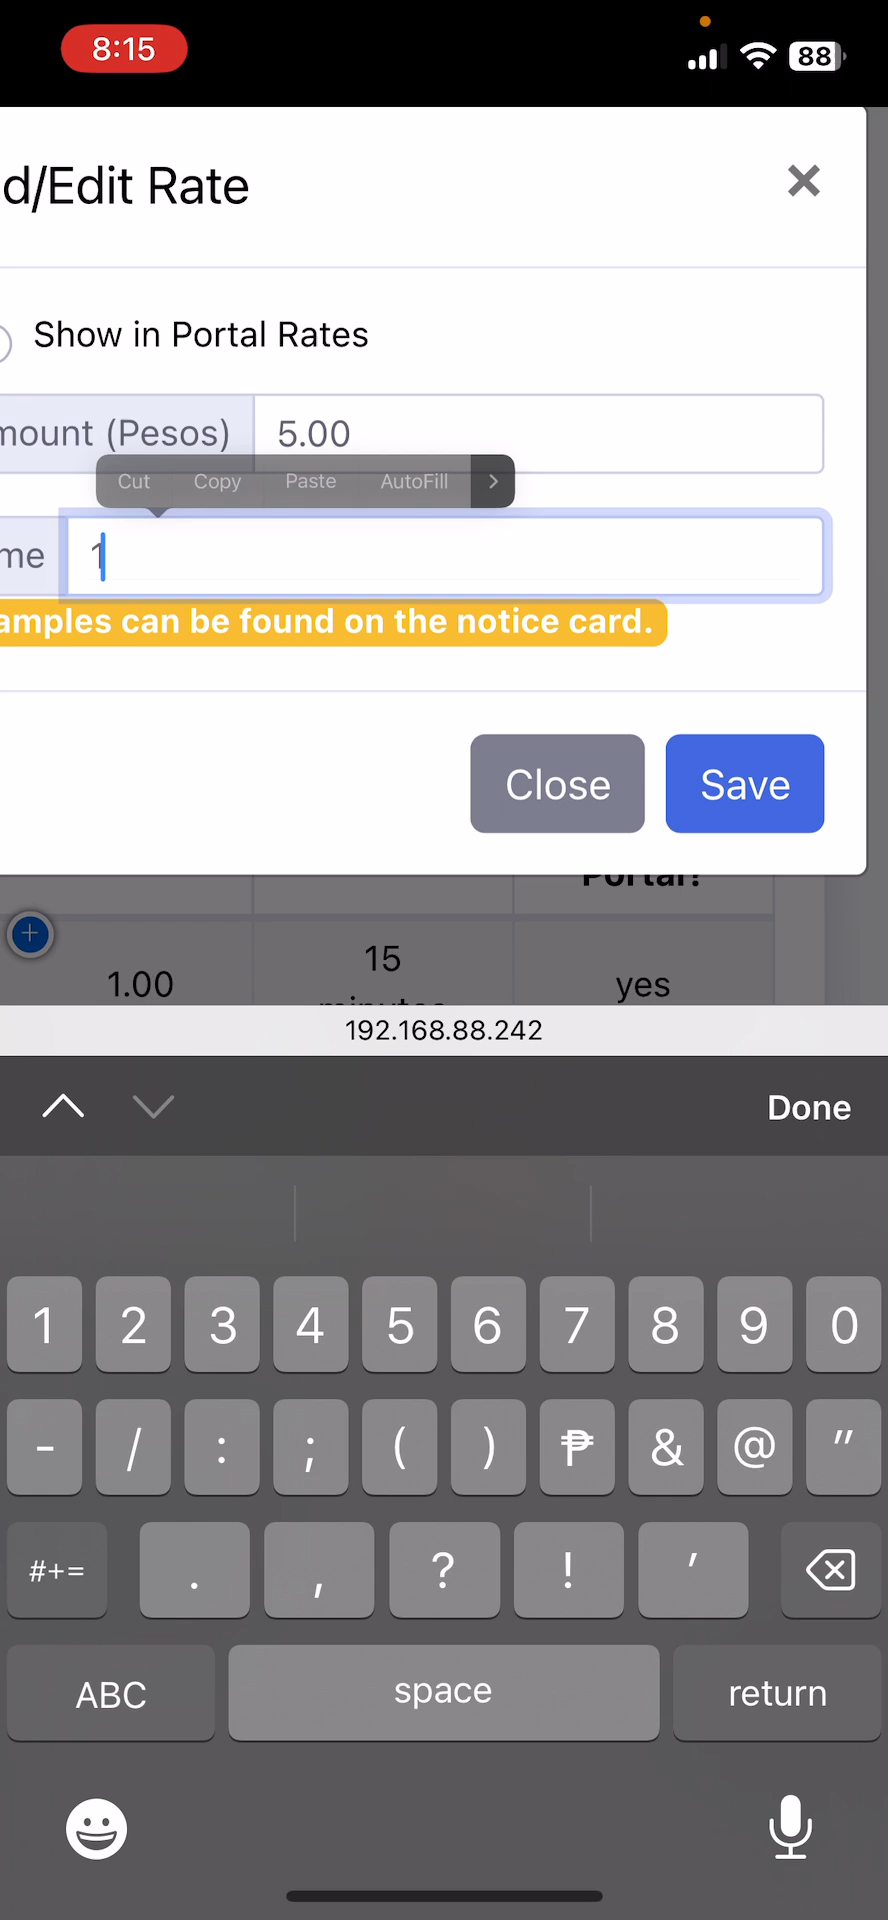 8:15
88
d/Edit Rate
Show in Portal Rates
mount (Pesos)
5.00
Cut Copy Paste AutoFill
me
1
amples can be found on the notice card.
Close Save
Portal?
1.00
15
minutes
yes
192.168.88.242
Done
1 2 3 4 5 6 7 8 9 0
- / : ; ( ) ₱ & @ "
#+= . , ? ! '
ABC space return